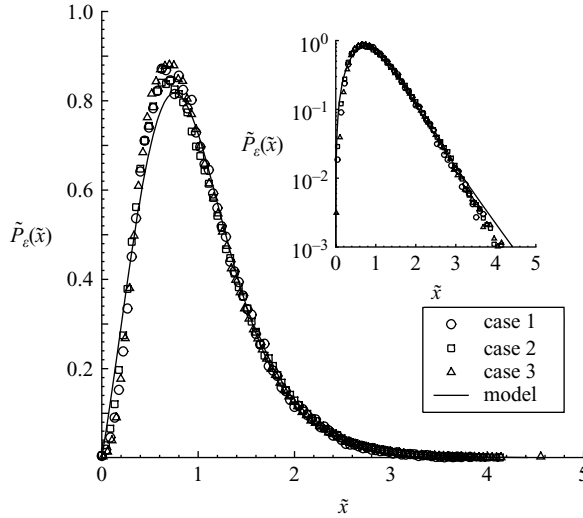 1.0
0.8
0.6
0.4
0.2
0 1 2 3 4 5
P̃ε(x̃)
x̃
10⁰
10⁻¹
10⁻²
10⁻³
0 1 2 3 4 5
P̃ε(x̃)
x̃
case 1
case 2
case 3
model